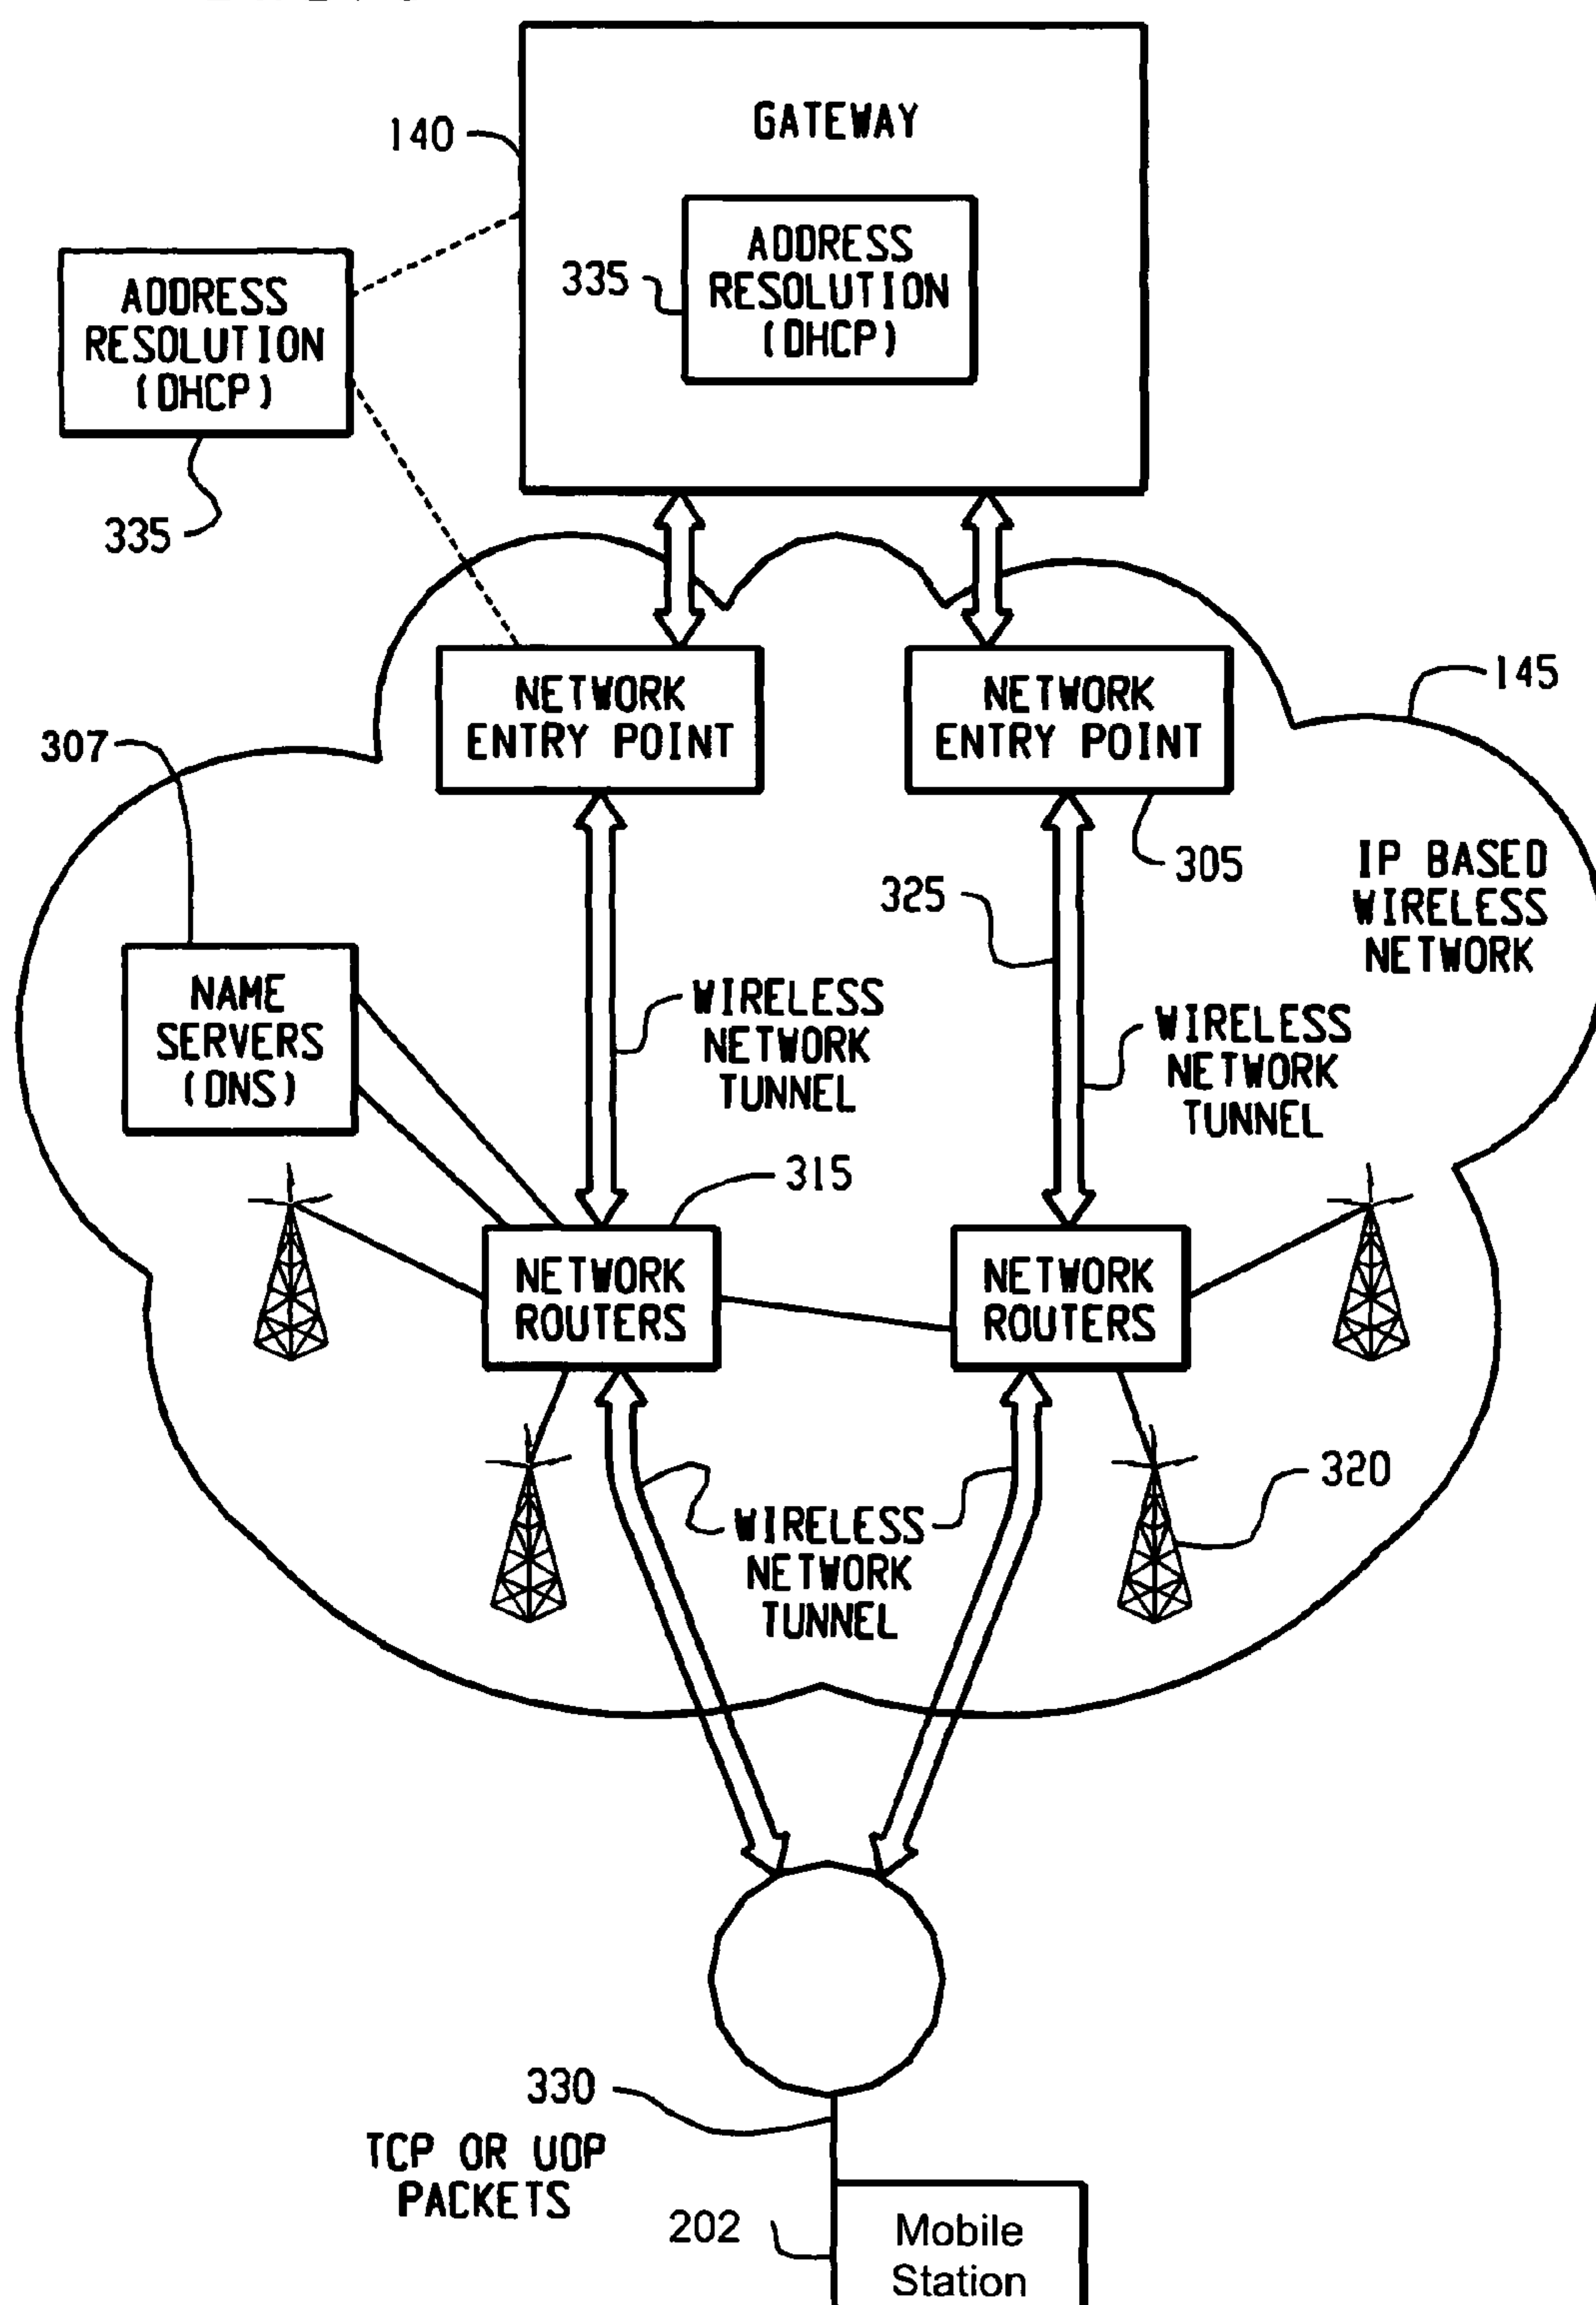 GATEWAY
140
ADDRESS
RESOLUTION
(DHCP)
335
ADDRESS
RESOLUTION
(DHCP)
335
NETWORK
ENTRY POINT
NETWORK
ENTRY POINT
145
307
305
325
IP BASED
WIRELESS
NETWORK
NAME
SERVERS
(DNS)
WIRELESS
NETWORK
TUNNEL
WIRELESS
NETWORK
TUNNEL
315
NETWORK
ROUTERS
NETWORK
ROUTERS
320
WIRELESS
NETWORK
TUNNEL
330
TCP OR UDP
PACKETS
202
Mobile
Station